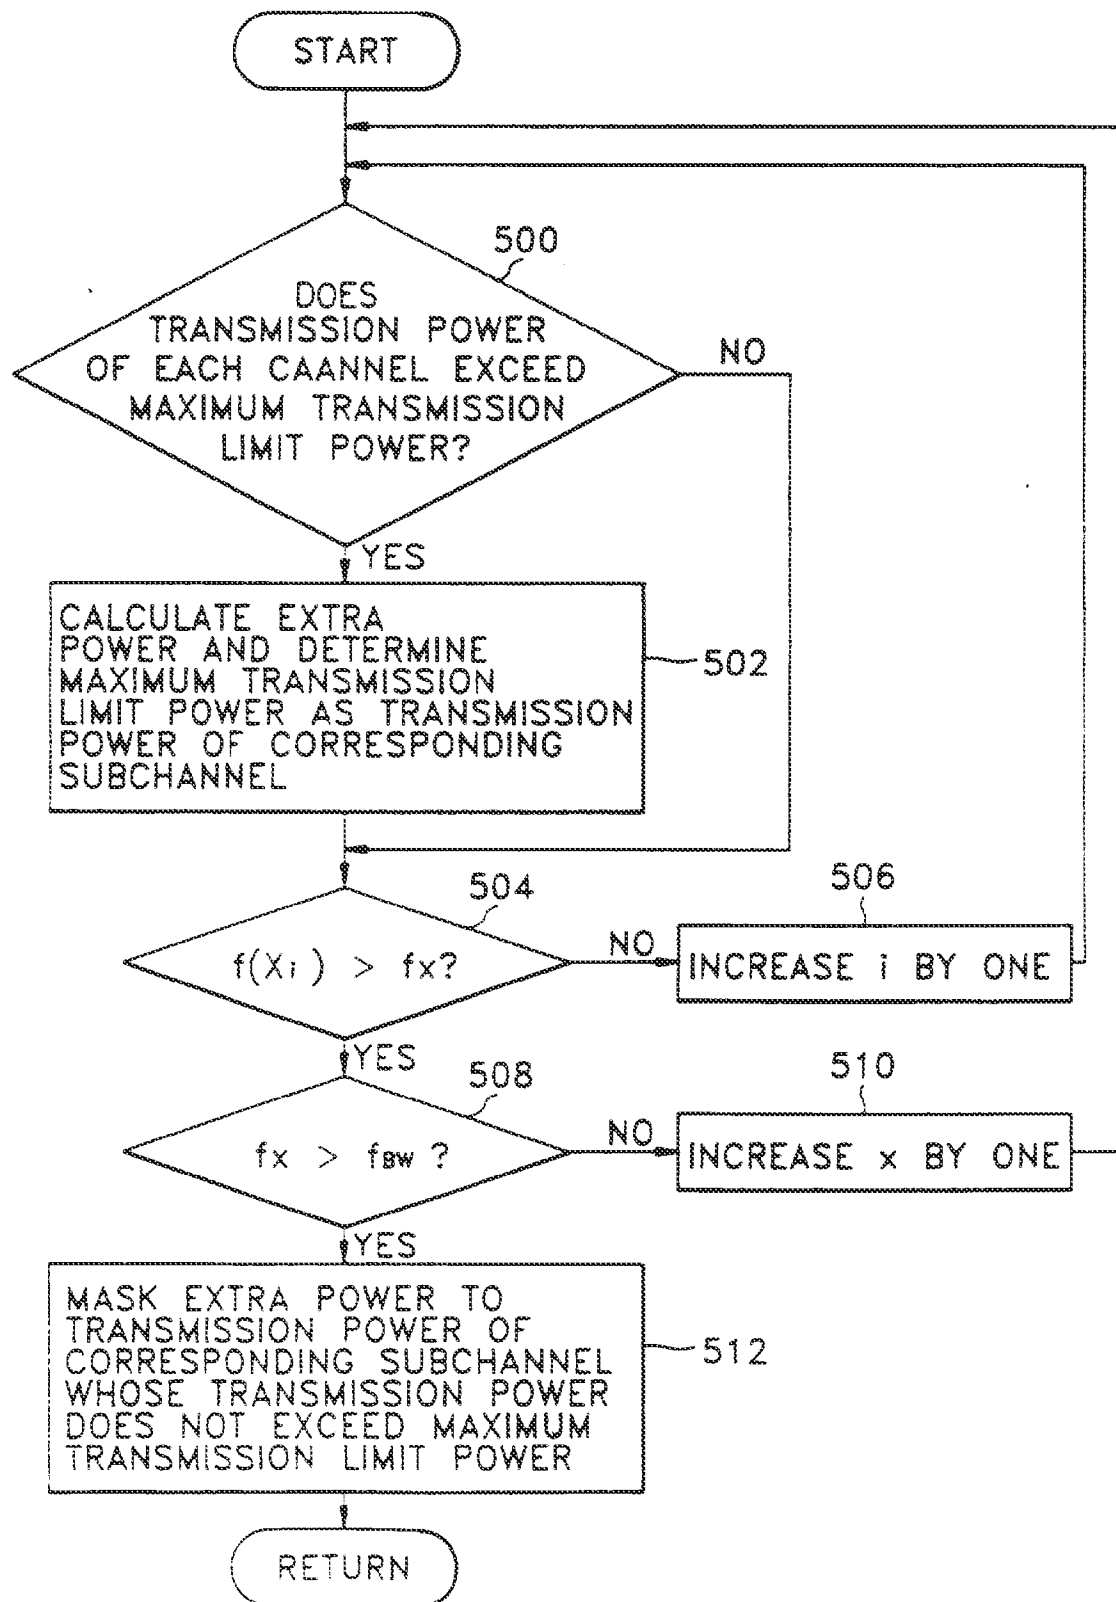 START
500
DOES
TRANSMISSION POWER
OF EACH CAANNEL EXCEED
MAXIMUM TRANSMISSION
LIMIT POWER?
NO
YES
CALCULATE EXTRA
POWER AND DETERMINE
MAXIMUM TRANSMISSION
LIMIT POWER AS TRANSMISSION
POWER OF CORRESPONDING
SUBCHANNEL
502
504
f(Xi) > fx?
NO
506
INCREASE i BY ONE
YES
508
fx > fBW ?
NO
510
INCREASE x BY ONE
YES
MASK EXTRA POWER TO
TRANSMISSION POWER OF
CORRESPONDING SUBCHANNEL
WHOSE TRANSMISSION POWER
DOES NOT EXCEED MAXIMUM
TRANSMISSION LIMIT POWER
512
RETURN